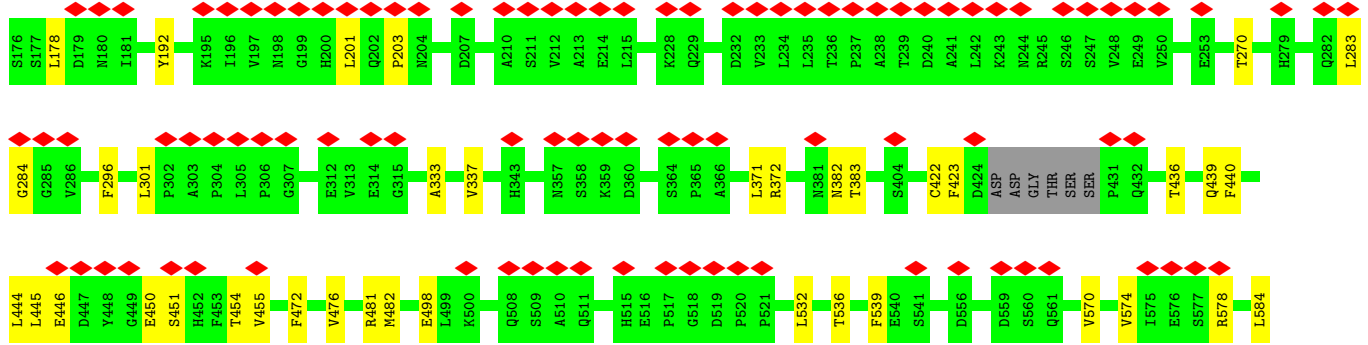 S176 S177 L178 D179 N180 I181 Y192 K195 I196 V197 N198 G199 H200 L201 Q202 P203 N204 D207 A210 S211 V212 A213 E214 L215 K228 Q229 D232 V233 L234 L235 T236 P237 A238 T239 D240 A241 L242 K243 N244 R245 S246 S247 V248 E249 V250 E253 T270 H279 Q282 L283
G284 G285 V286 F296 L301 P302 A303 P304 L305 P306 G307 E312 V313 E314 G315 A333 V337 H343 N357 S358 K359 D360 S364 P365 A366 L371 R372 N381 N382 T383 S404 C422 F423 D424 ASP ASP GLY THR SER SER P431 Q432 T436 Q439 F440
L444 L445 E446 D447 Y448 G449 E450 S451 H452 F453 T454 V455 F472 V476 R481 M482 E498 L499 K500 Q508 S509 A510 Q511 H515 E516 P517 G518 D519 P520 P521 L532 T536 F539 E540 S541 D556 D559 S560 Q561 V570 V574 I575 E576 S577 R578 L584